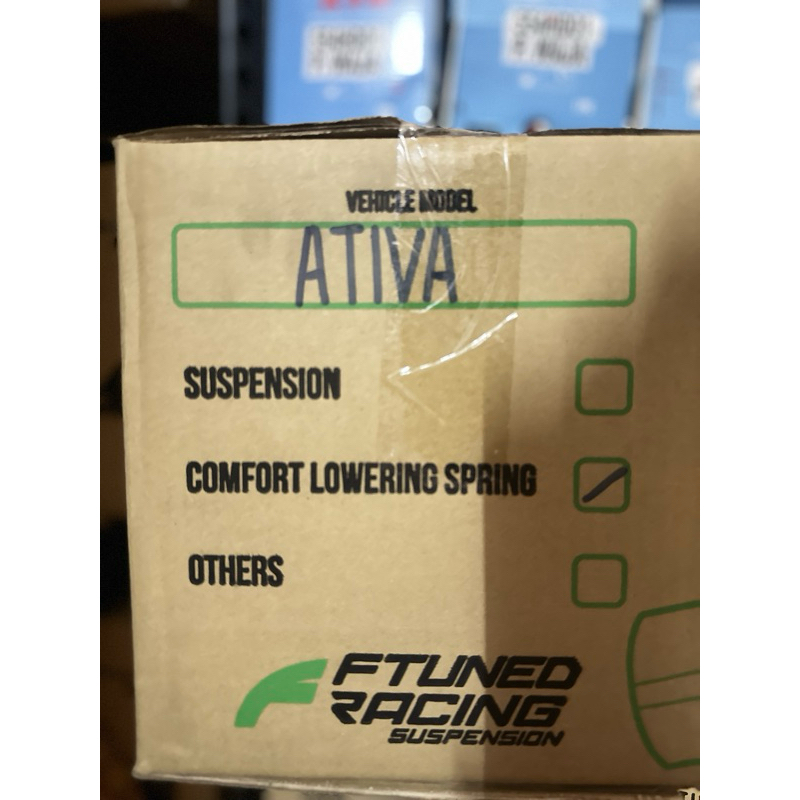 VEHICLE MODEL
ATIVA
SUSPENSION
COMFORT LOWERING SPRING
OTHERS
FTUNED
RACING
SUSPENSION